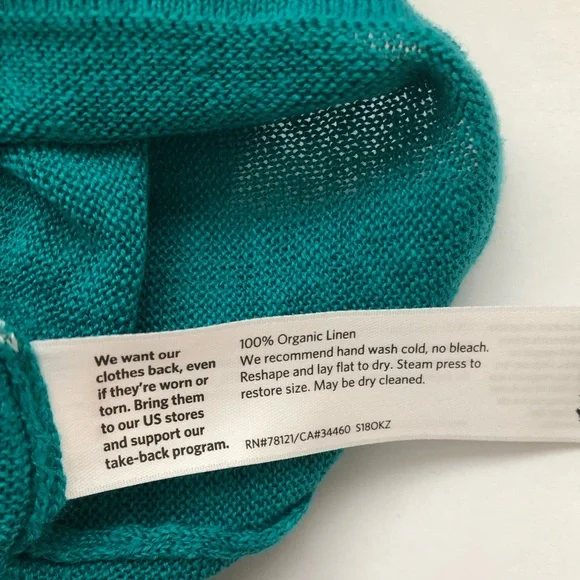 We want our
clothes back, even
if they're worn or
torn. Bring them
to our US stores
and support our
take-back program.
100% Organic Linen
We recommend hand wash cold, no bleach.
Reshape and lay flat to dry. Steam press to
restore size. May be dry cleaned.
RN#78121/CA#34460 S18OKZ